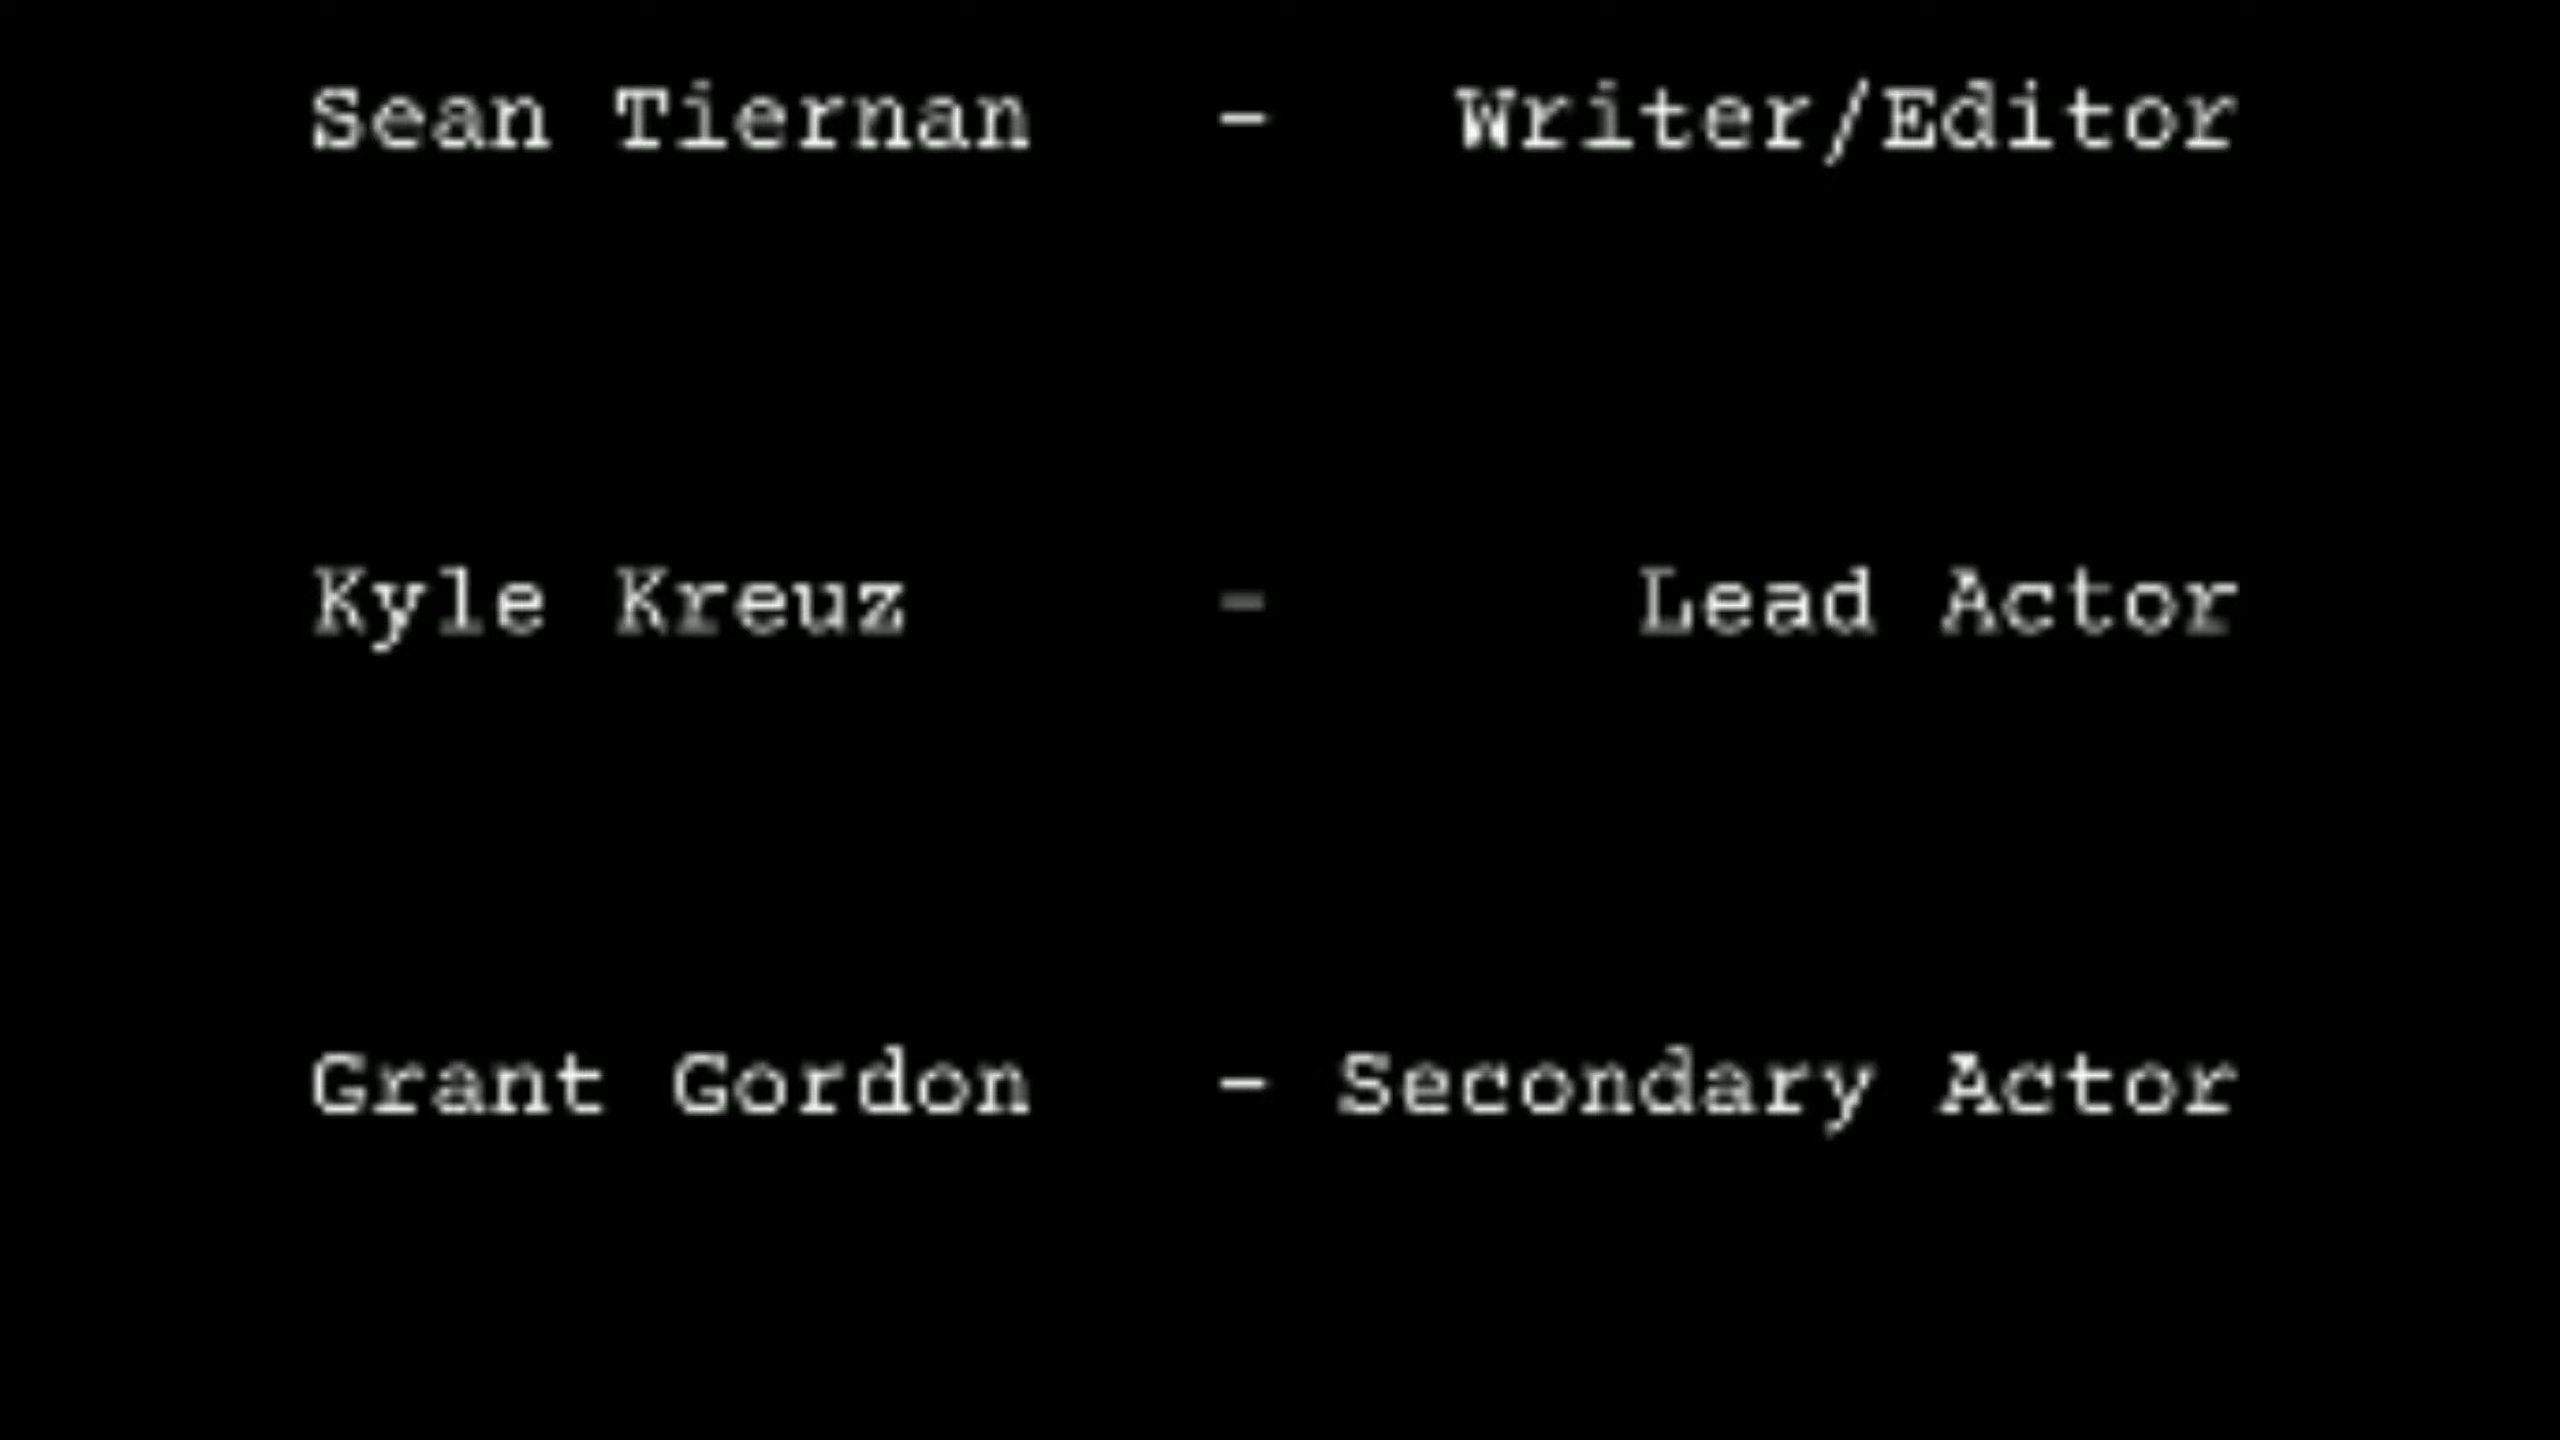 Sean Tiernan - Writer/Editor
Kyle Kreuz - Lead Actor
Grant Gordon - Secondary Actor